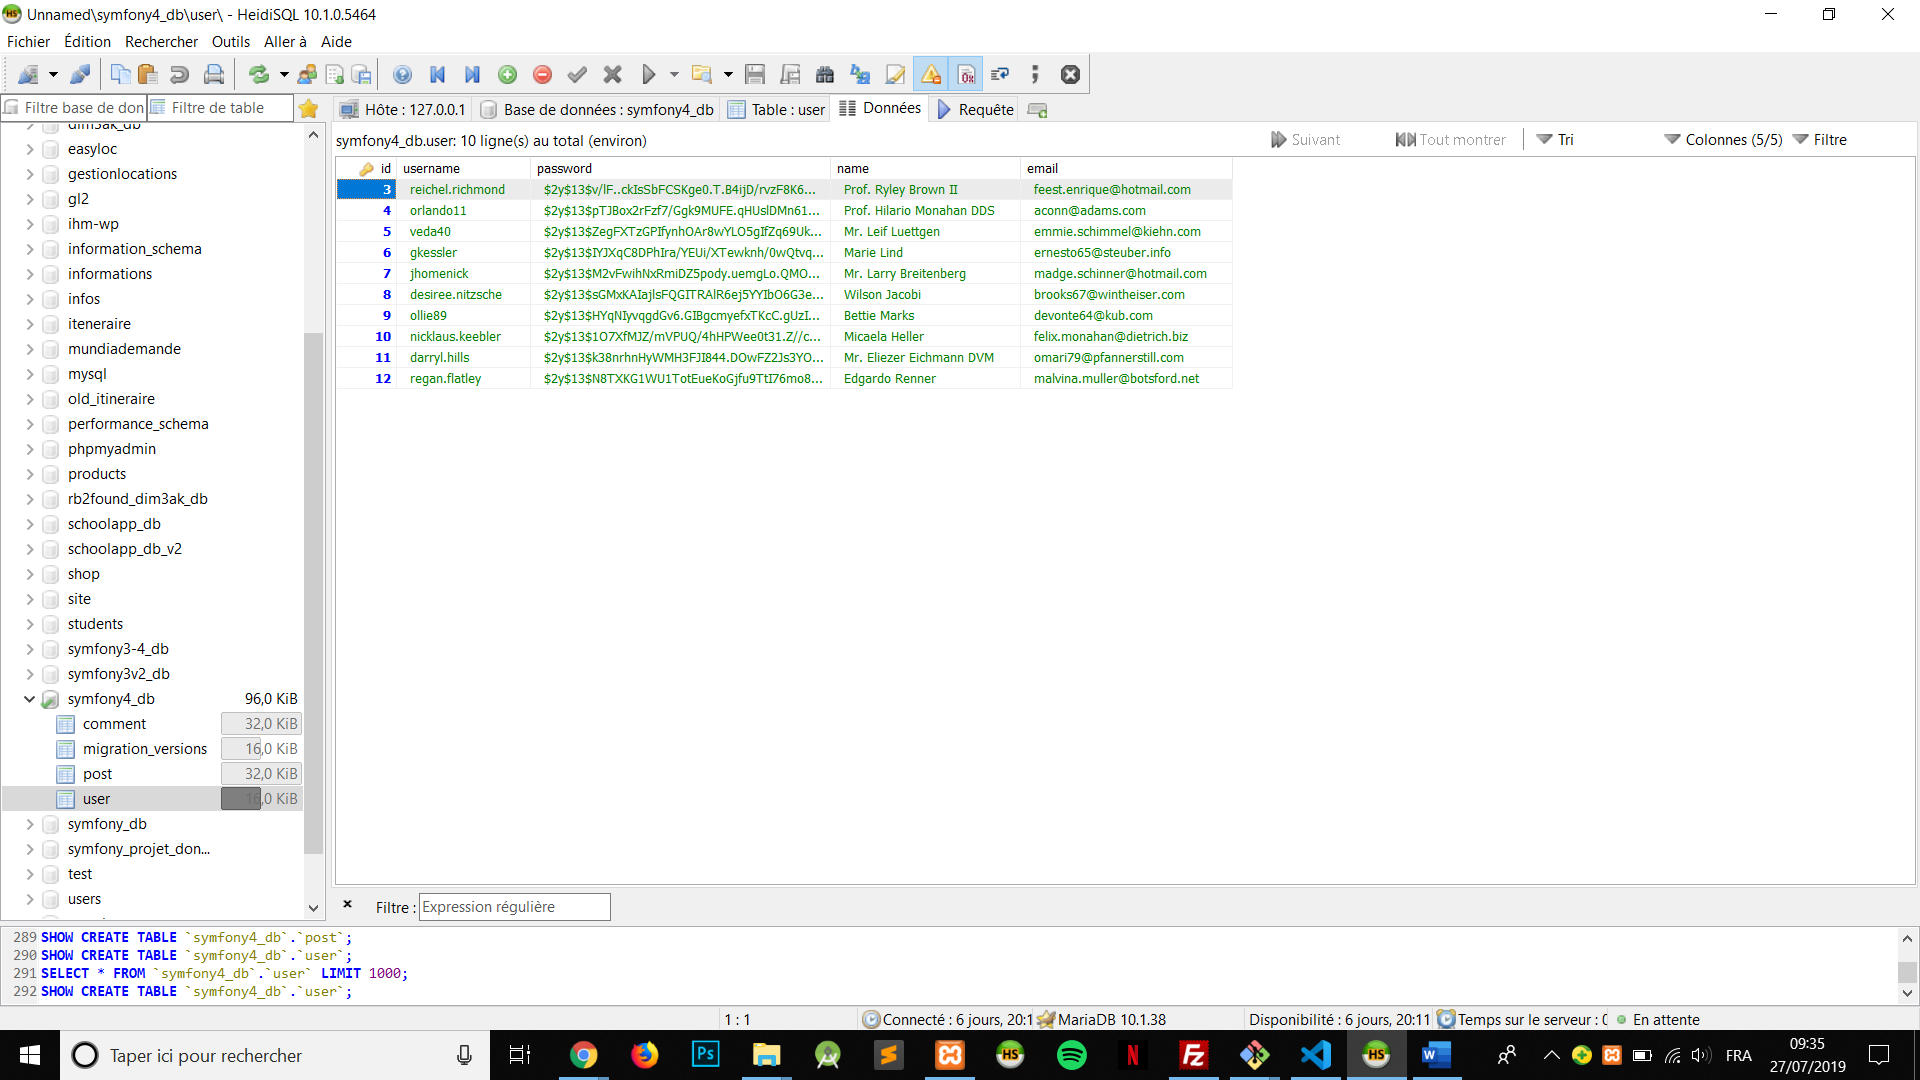 Unnamed\symfony4_db\user\ - HeidiSQL 10.1.0.5464
Fichier Édition Rechercher Outils Aller à Aide
Filtre base de don Filtre de table
Hôte : 127.0.0.1 Base de données : symfony4_db Table : user Données Requête
symfony4_db.user: 10 ligne(s) au total (environ) Suivant Tout montrer Tri Colonnes (5/5) Filtre
id username password name email
3 reichel.richmond $2y$13$v/lF..ckIsSbFCSKge0.T.B4ijD/rvzF8K6... Prof. Ryley Brown II feest.enrique@hotmail.com
4 orlando11 $2y$13$pTJBox2rFzf7/Ggk9MUFE.qHUslDMn61... Prof. Hilario Monahan DDS aconn@adams.com
5 veda40 $2y$13$ZegFXTzGPIfynhOAr8wYLO5gIfZq69Uk... Mr. Leif Luettgen emmie.schimmel@kiehn.com
6 gkessler $2y$13$IYJXqC8DPhIra/YEUi/XTewknh/0wQtvq... Marie Lind ernesto65@steuber.info
7 jhomenick $2y$13$M2vFwihNxRmiDZ5pody.uemgLo.QMO... Mr. Larry Breitenberg madge.schinner@hotmail.com
8 desiree.nitzsche $2y$13$sGMxKAIajlsFQGITRAlR6ej5YYIbO6G3e... Wilson Jacobi brooks67@wintheiser.com
9 ollie89 $2y$13$HYqNIyvqgdGv6.GIBgcmyefxTKcC.gUzI... Bettie Marks devonte64@kub.com
10 nicklaus.keebler $2y$13$1O7XfMJZ/mVPUQ/4hHPWee0t31.Z//c... Micaela Heller felix.monahan@dietrich.biz
11 darryl.hills $2y$13$k38nrhnHyWMH3FJI844.DOwFZ2Js3YO... Mr. Eliezer Eichmann DVM omari79@pfannerstill.com
12 regan.flatley $2y$13$N8TXKG1WU1TotEueKoGjfu9TtI76mo8... Edgardo Renner malvina.muller@botsford.net
dim3ak_db
easyloc
gestionlocations
gl2
ihm-wp
information_schema
informations
infos
iteneraire
mundiademande
mysql
old_itineraire
performance_schema
phpmyadmin
products
rb2found_dim3ak_db
schoolapp_db
schoolapp_db_v2
shop
site
students
symfony3-4_db
symfony3v2_db
symfony4_db 96,0 KiB
comment 32,0 KiB
migration_versions 16,0 KiB
post 32,0 KiB
user 16,0 KiB
symfony_db
symfony_projet_don...
test
users
Filtre : Expression régulière
289 SHOW CREATE TABLE `symfony4_db`.`post`;
290 SHOW CREATE TABLE `symfony4_db`.`user`;
291 SELECT * FROM `symfony4_db`.`user` LIMIT 1000;
292 SHOW CREATE TABLE `symfony4_db`.`user`;
1 : 1 Connecté : 6 jours, 20:1 MariaDB 10.1.38 Disponibilité : 6 jours, 20:11 Temps sur le serveur : 0 En attente
Taper ici pour rechercher
Ps HS N Fz HS W FRA
09:35
27/07/2019